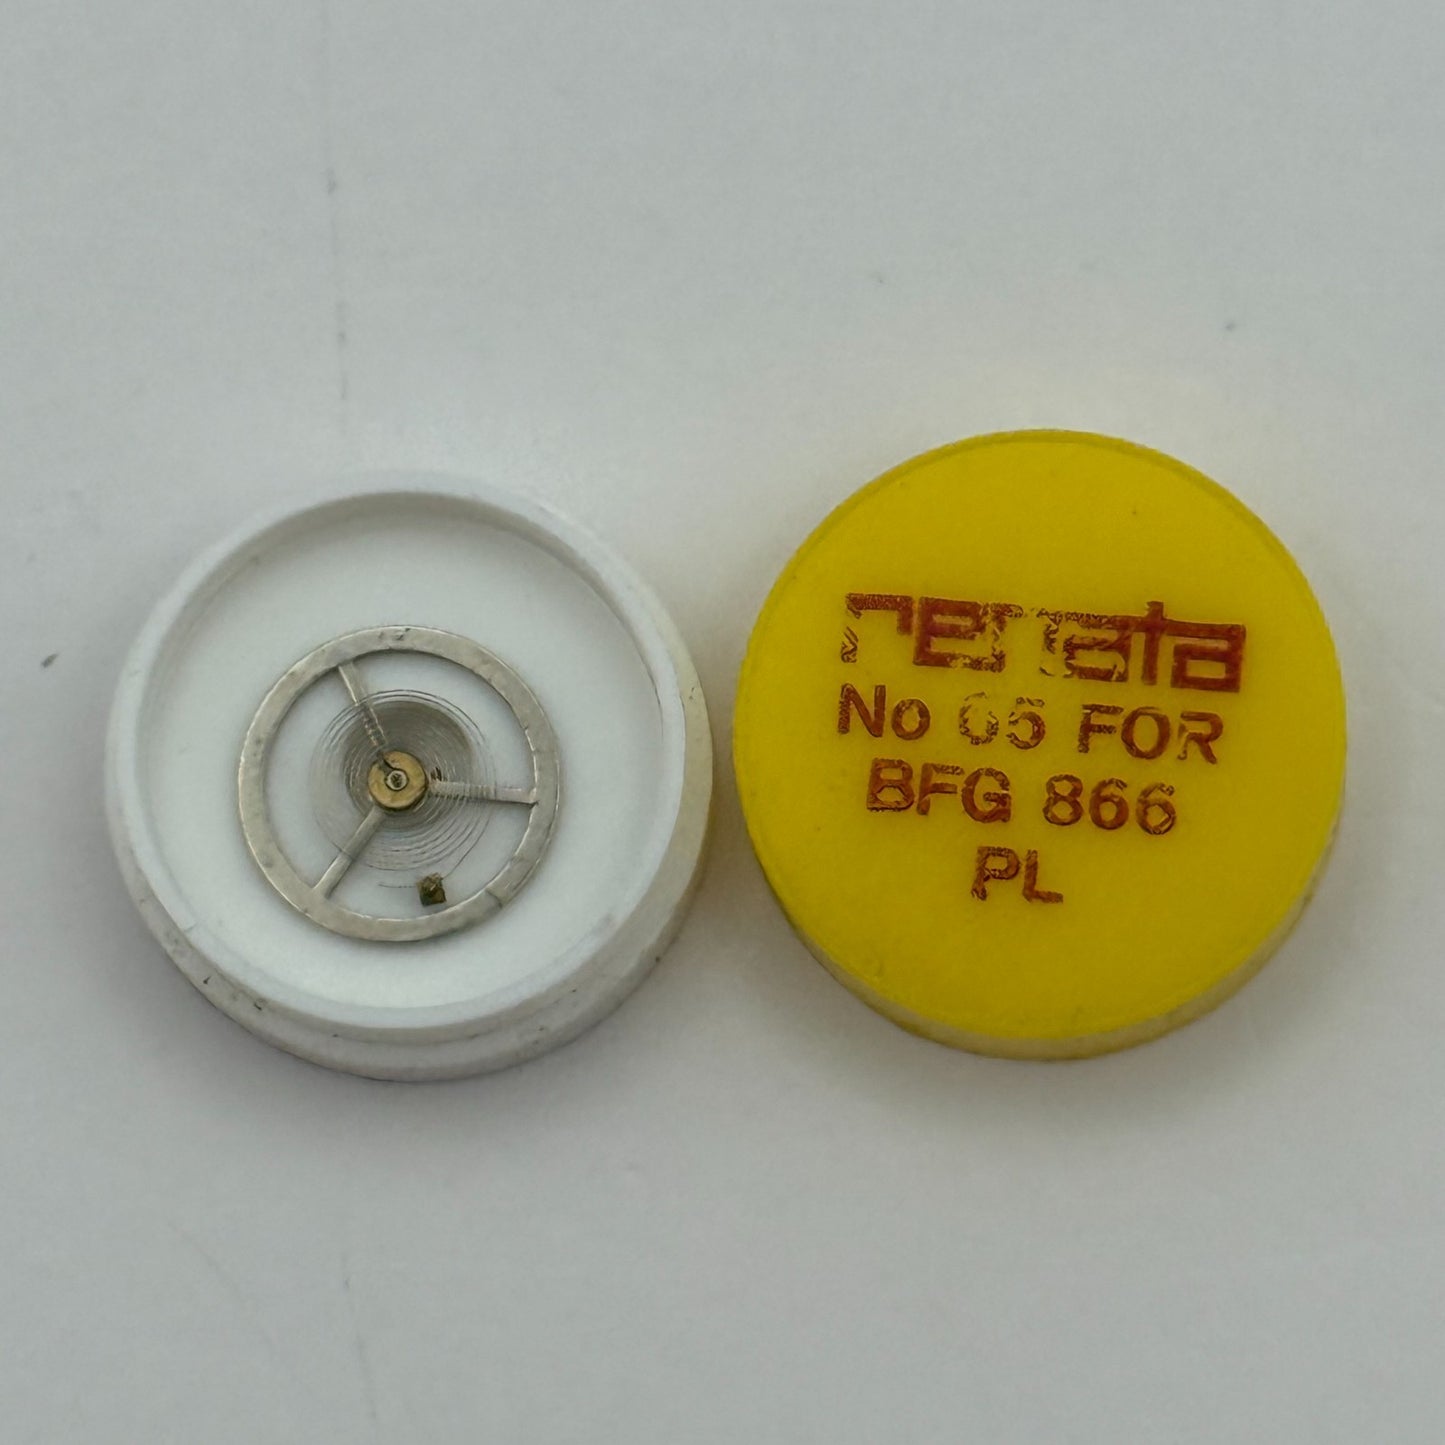 renata
No 65 FOR
BFG 866
PL